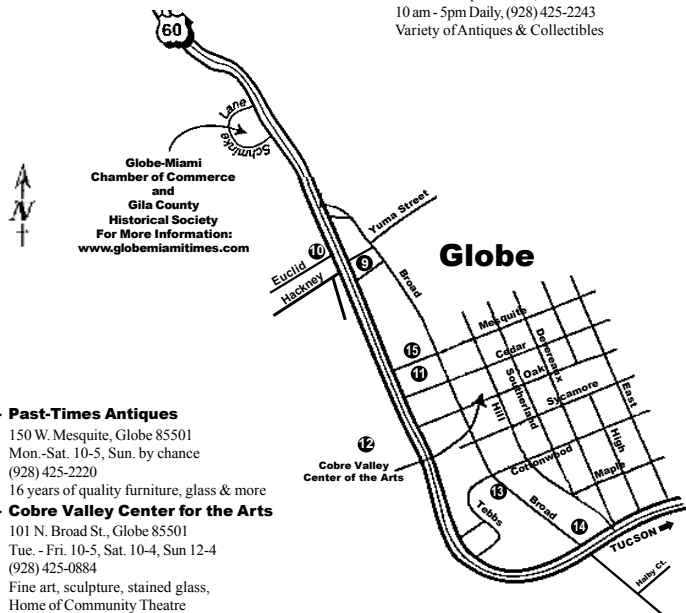 10 am - 5pm Daily, (928) 425-2243
Variety of Antiques & Collectibles
60
Schminke Lane
Globe-Miami
Chamber of Commerce
and
Gila County
Historical Society
For More Information:
www.globemiamitimes.com
N
Yuma Street
10
9
Euclid
Hackney
Broad
Globe
Mesquite
15
Cedar
11
Devereaux
Oak
Southerland
Hill
Sycamore
East
12
Cobre Valley
Center of the Arts
Cottonwood
High
Maple
13
Broad
Tebbs
14
TUCSON
Halby Ct.
- Past-Times Antiques
150 W. Mesquite, Globe 85501
Mon.-Sat. 10-5, Sun. by chance
(928) 425-2220
16 years of quality furniture, glass & more
- Cobre Valley Center for the Arts
101 N. Broad St., Globe 85501
Tue. - Fri. 10-5, Sat. 10-4, Sun 12-4
(928) 425-0884
Fine art, sculpture, stained glass,
Home of Community Theatre